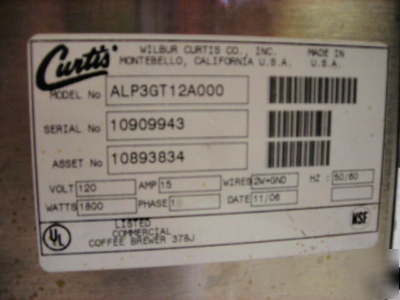 Curtis
WILBUR CURTIS CO., INC. MADE IN
MONTEBELLO, CALIFORNIA U.S.A. U.S.A.
MODEL No ALP3GT12A000
SERIAL No 10909943
ASSET No 10893834
VOLT 120 AMP 15 WIRES 2W+GND HZ: 50/60
WATTS 1800 PHASE 1 DATE 11/06
UL LISTED
COMMERCIAL
COFFEE BREWER 378J
NSF